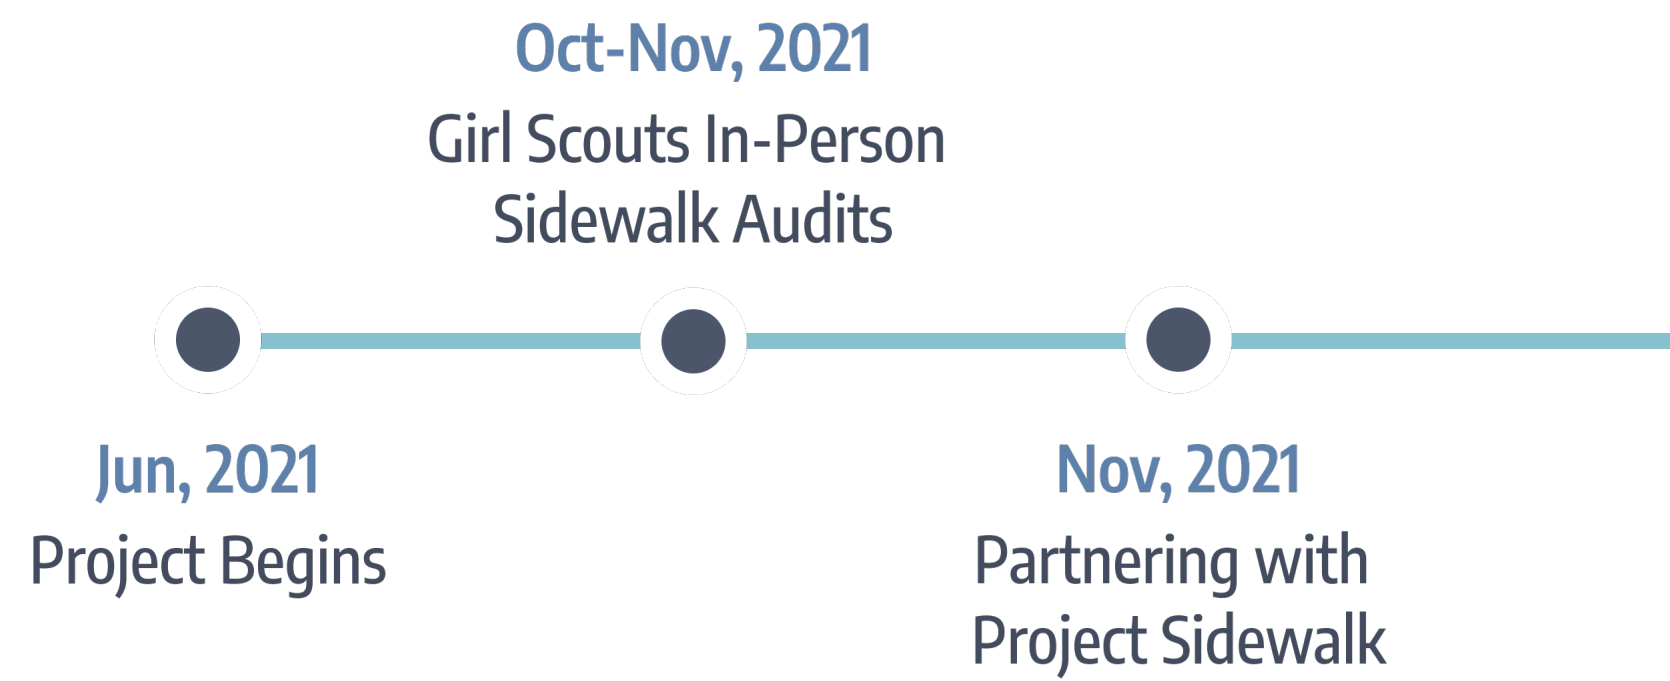 Oct-Nov, 2021
Girl Scouts In-Person
Sidewalk Audits
Jun, 2021
Project Begins
Nov, 2021
Partnering with
Project Sidewalk